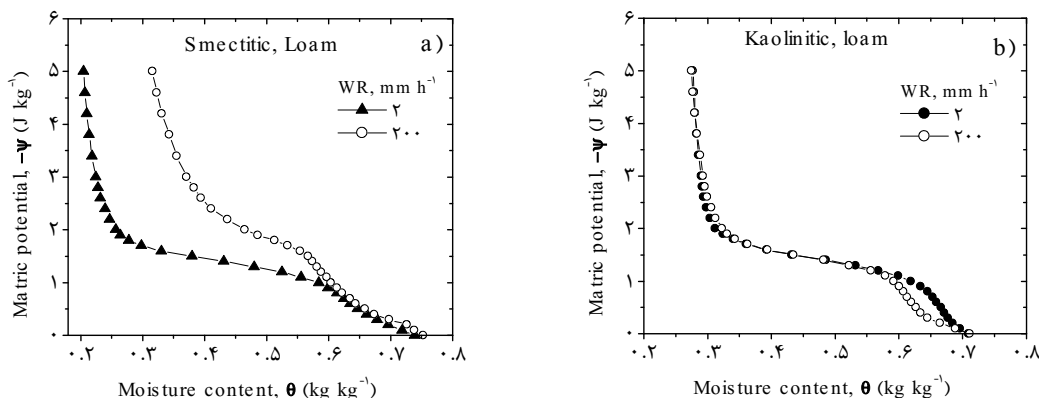 Smectitic, Loam
a)
WR, mm h⁻¹
۲
۲۰۰
Matric potential, −ψ (J kg⁻¹)
۶
۵
۴
۳
۲
۱
۰
۰.۲ ۰.۳ ۰.۴ ۰.۵ ۰.۶ ۰.۷ ۰.۸
Moisture content, θ (kg kg⁻¹)
Kaolinitic, loam
b)
WR, mm h⁻¹
۲
۲۰۰
Matric potential, −ψ (J kg⁻¹)
۶
۵
۴
۳
۲
۱
۰
۰.۲ ۰.۳ ۰.۴ ۰.۵ ۰.۶ ۰.۷ ۰.۸
Moisture content, θ (kg kg⁻¹)